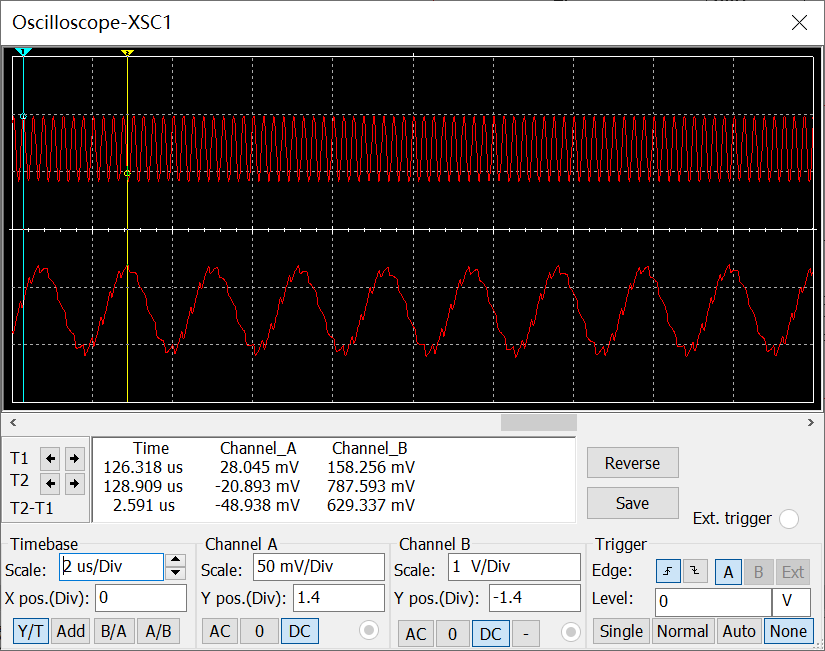 Oscilloscope-XSC1
1
2
Time Channel_A Channel_B
T1 126.318 us 28.045 mV 158.256 mV
T2 128.909 us -20.893 mV 787.593 mV
T2-T1 2.591 us -48.938 mV 629.337 mV
Reverse
Save
Ext. trigger
Timebase Channel A Channel B Trigger
Scale: 2 us/Div Scale: 50 mV/Div Scale: 1 V/Div Edge: A B Ext
X pos.(Div): 0 Y pos.(Div): 1.4 Y pos.(Div): -1.4 Level: 0 V
Y/T Add B/A A/B AC 0 DC AC 0 DC - Single Normal Auto None